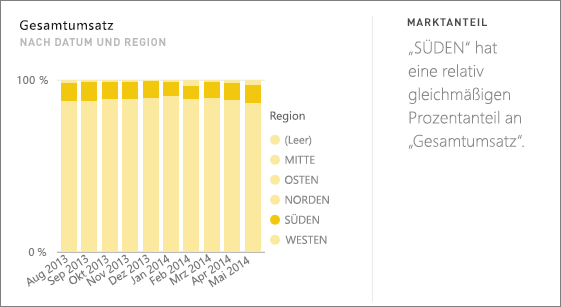 Gesamtumsatz
NACH DATUM UND REGION
100 %
0 %
Aug 2013
Sep 2013
Okt 2013
Nov 2013
Dez 2013
Jan 2014
Feb 2014
Mrz 2014
Apr 2014
Mai 2014
Region
(Leer)
MITTE
OSTEN
NORDEN
SÜDEN
WESTEN
MARKTANTEIL
„SÜDEN“ hat
eine relativ
gleichmäßigen
Prozentanteil an
„Gesamtumsatz“.